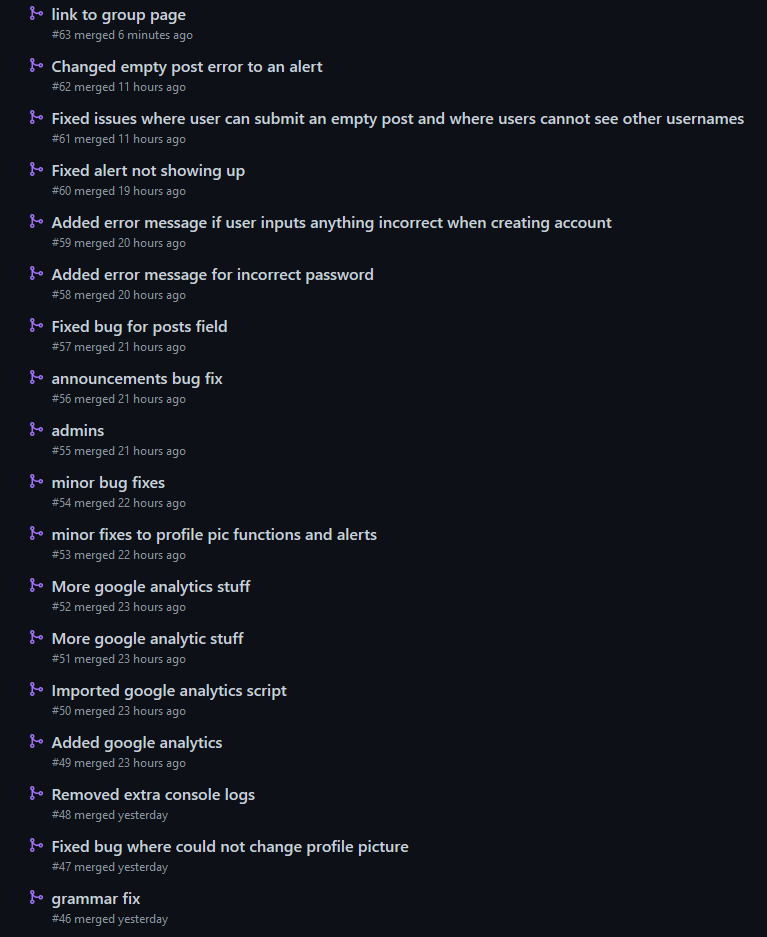 link to group page
#63 merged 6 minutes ago
Changed empty post error to an alert
#62 merged 11 hours ago
Fixed issues where user can submit an empty post and where users cannot see other usernames
#61 merged 11 hours ago
Fixed alert not showing up
#60 merged 19 hours ago
Added error message if user inputs anything incorrect when creating account
#59 merged 20 hours ago
Added error message for incorrect password
#58 merged 20 hours ago
Fixed bug for posts field
#57 merged 21 hours ago
announcements bug fix
#56 merged 21 hours ago
admins
#55 merged 21 hours ago
minor bug fixes
#54 merged 22 hours ago
minor fixes to profile pic functions and alerts
#53 merged 22 hours ago
More google analytics stuff
#52 merged 23 hours ago
More google analytic stuff
#51 merged 23 hours ago
Imported google analytics script
#50 merged 23 hours ago
Added google analytics
#49 merged 23 hours ago
Removed extra console logs
#48 merged yesterday
Fixed bug where could not change profile picture
#47 merged yesterday
grammar fix
#46 merged yesterday